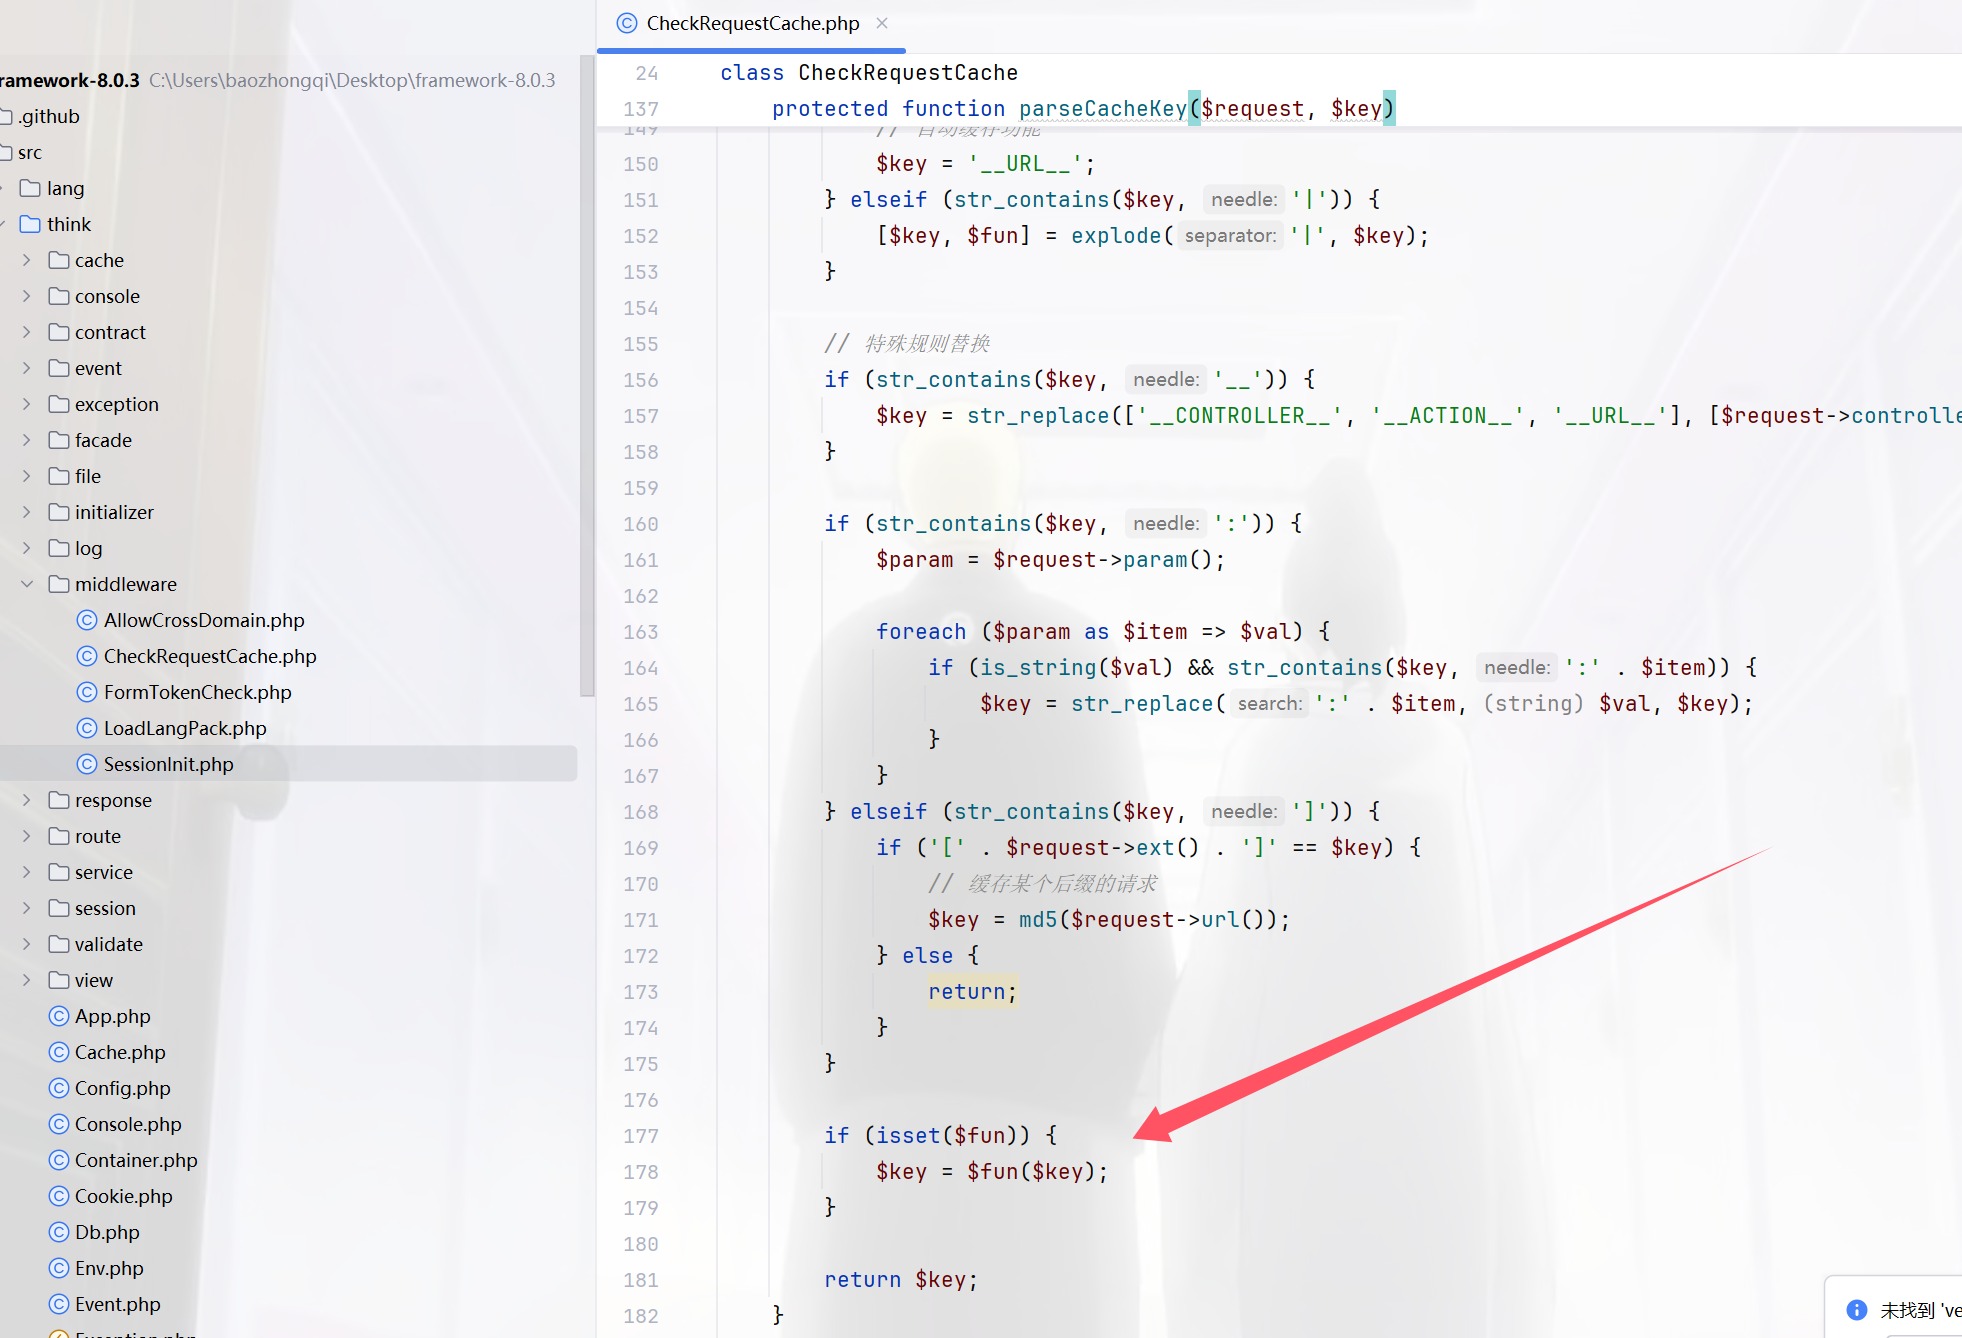 CheckRequestCache.php
ramework-8.0.3 C:\Users\baozhongqi\Desktop\framework-8.0.3
.github
src
lang
think
cache
console
contract
event
exception
facade
file
initializer
log
middleware
AllowCrossDomain.php
CheckRequestCache.php
FormTokenCheck.php
LoadLangPack.php
SessionInit.php
response
route
service
session
validate
view
App.php
Cache.php
Config.php
Console.php
Container.php
Cookie.php
Db.php
Env.php
Event.php
Exception.php
24 class CheckRequestCache
137 protected function parseCacheKey($request, $key)
149 // 自动缓存功能
150 $key = '__URL__';
151 } elseif (str_contains($key, needle: '|')) {
152 [$key, $fun] = explode( separator: '|', $key);
153 }
154
155 // 特殊规则替换
156 if (str_contains($key, needle: '__')) {
157 $key = str_replace(['__CONTROLLER__', '__ACTION__', '__URL__'], [$request->controlle
158 }
159
160 if (str_contains($key, needle: ':')) {
161 $param = $request->param();
162
163 foreach ($param as $item => $val) {
164 if (is_string($val) && str_contains($key, needle: ':' . $item)) {
165 $key = str_replace( search: ':' . $item, (string) $val, $key);
166 }
167 }
168 } elseif (str_contains($key, needle: ']')) {
169 if ('[' . $request->ext() . ']' == $key) {
170 // 缓存某个后缀的请求
171 $key = md5($request->url());
172 } else {
173 return;
174 }
175 }
176
177 if (isset($fun)) {
178 $key = $fun($key);
179 }
180
181 return $key;
182 }
未找到 've